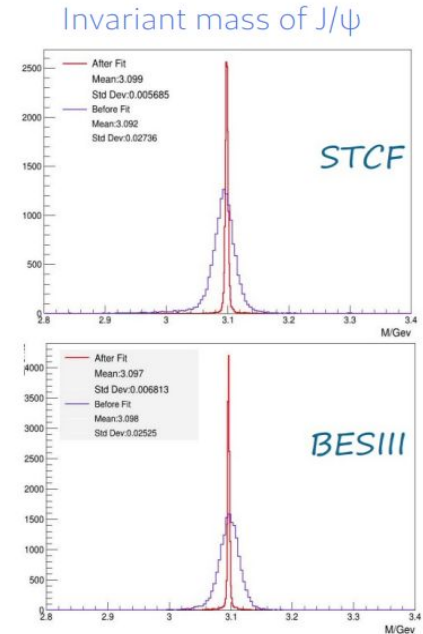 Invariant mass of J/ψ
After Fit
Mean:3.099
Std Dev:0.005685
Before Fit
Mean:3.092
Std Dev:0.02736
STCF
2500
2000
1500
1000
500
0
2.8 2.9 3 3.1 3.2 3.3 3.4
M/Gev
After Fit
Mean:3.097
Std Dev:0.006813
Before Fit
Mean:3.098
Std Dev:0.02525
BESIII
4000
3500
3000
2500
2000
1500
1000
500
0
2.8 2.9 3 3.1 3.2 3.3 3.4
M/Gev